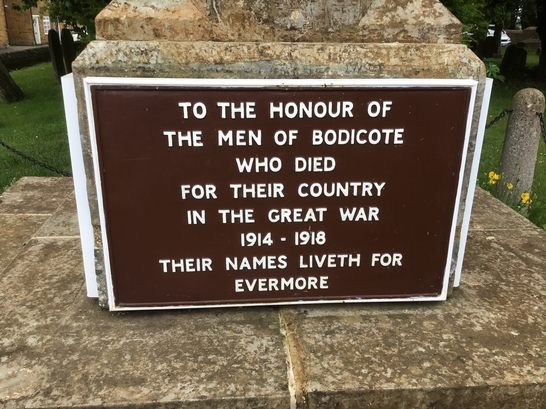 TO THE HONOUR OF
THE MEN OF BODICOTE
WHO DIED
FOR THEIR COUNTRY
IN THE GREAT WAR
1914 - 1918
THEIR NAMES LIVETH FOR
EVERMORE